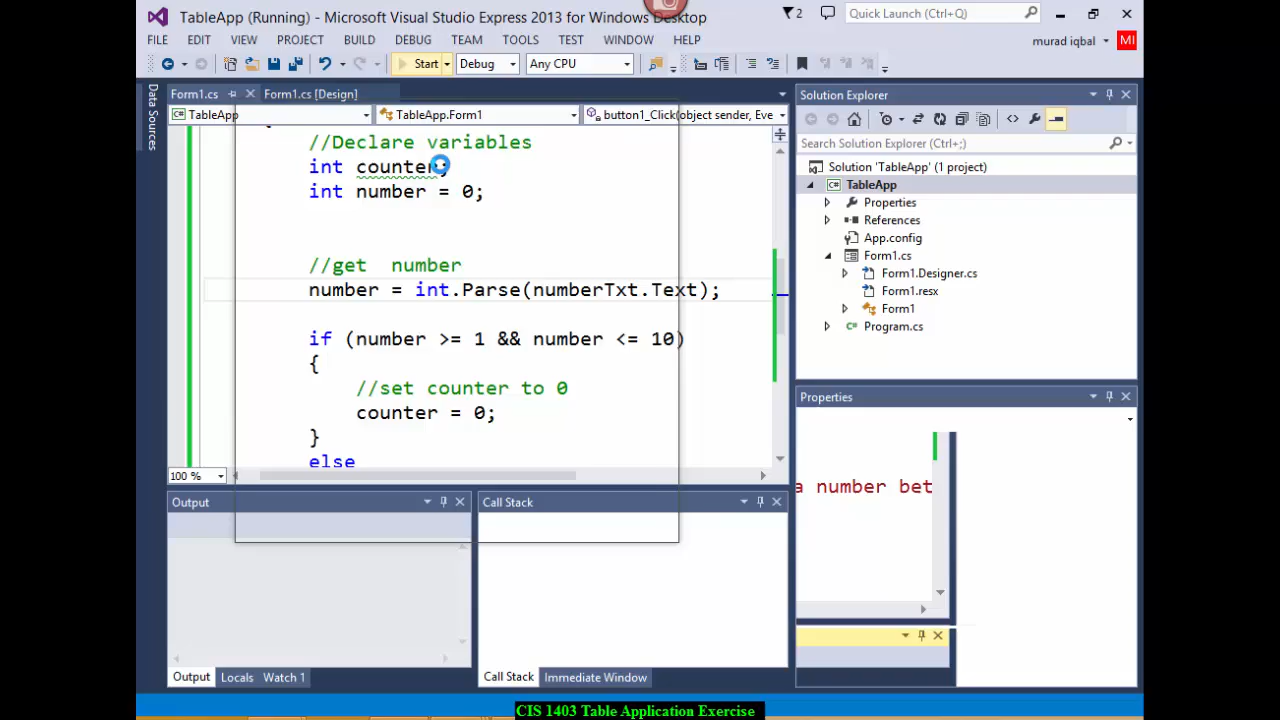 TableApp (Running) - Microsoft Visual Studio Express 2013 for Windows Desktop
2
Quick Launch (Ctrl+Q)
FILE EDIT VIEW PROJECT BUILD DEBUG TEAM TOOLS TEST WINDOW HELP
murad iqbal MI
Start Debug Any CPU
Data Sources
Form1.cs Form1.cs [Design]
TableApp TableApp.Form1 button1_Click(object sender, Eve
//Declare variables
int counter;
int number = 0;
//get number
number = int.Parse(numberTxt.Text);
if (number >= 1 && number <= 10)
{
//set counter to 0
counter = 0;
}
else
100 %
Solution Explorer
Search Solution Explorer (Ctrl+;)
Solution 'TableApp' (1 project)
TableApp
Properties
References
App.config
Form1.cs
Form1.Designer.cs
Form1.resx
Form1
Program.cs
Properties
a number bet
Output
Call Stack
Output Locals Watch 1
Call Stack Immediate Window
CIS 1403 Table Application Exercise